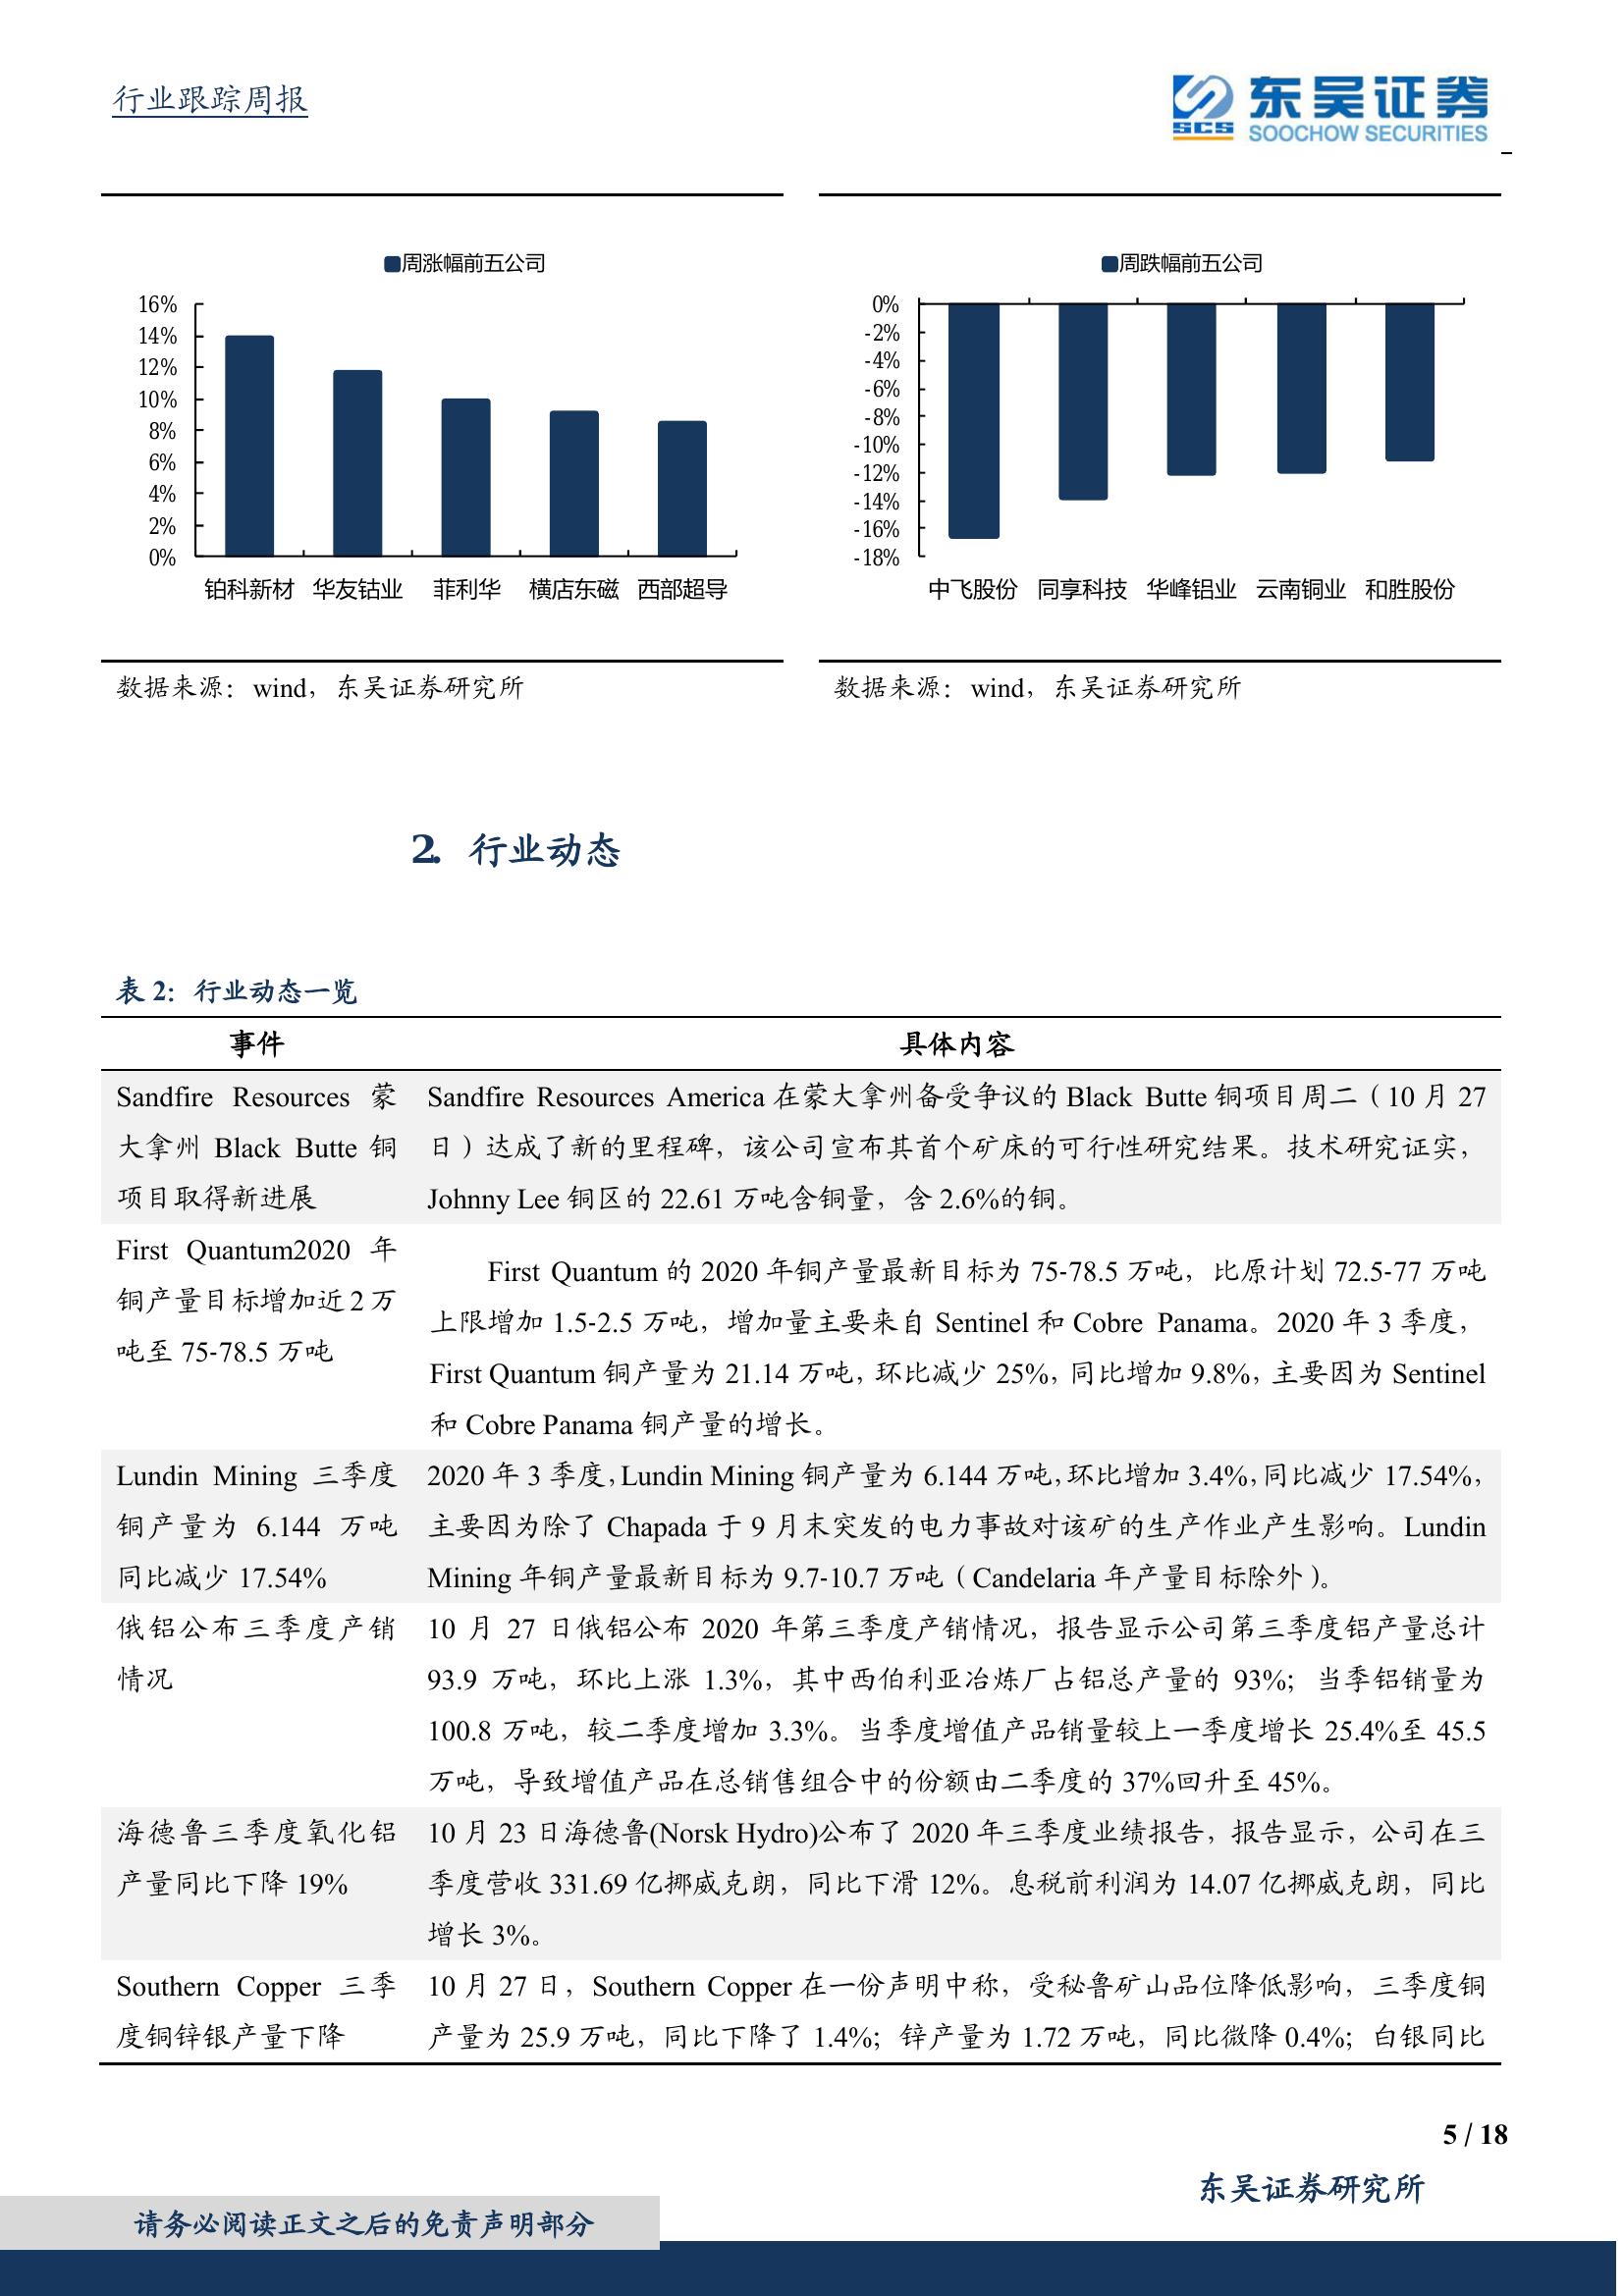 行业跟踪周报
SCS
东吴证券
SOOCHOW SECURITIES
周涨幅前五公司
16%
14%
12%
10%
8%
6%
4%
2%
0%
铂科新材 华友钴业 菲利华 横店东磁 西部超导
数据来源：wind，东吴证券研究所
周跌幅前五公司
0%
-2%
-4%
-6%
-8%
-10%
-12%
-14%
-16%
-18%
中飞股份 同享科技 华峰铝业 云南铜业 和胜股份
数据来源：wind，东吴证券研究所
2. 行业动态
表 2：行业动态一览
事件 具体内容
Sandfire Resources 蒙
大拿州 Black Butte 铜
项目取得新进展
Sandfire Resources America 在蒙大拿州备受争议的 Black Butte 铜项目周二（10 月 27
日）达成了新的里程碑，该公司宣布其首个矿床的可行性研究结果。技术研究证实，
Johnny Lee 铜区的 22.61 万吨含铜量，含 2.6%的铜。
First Quantum2020 年
铜产量目标增加近 2 万
吨至 75-78.5 万吨
First Quantum 的 2020 年铜产量最新目标为 75-78.5 万吨，比原计划 72.5-77 万吨
上限增加 1.5-2.5 万吨，增加量主要来自 Sentinel 和 Cobre Panama。2020 年 3 季度，
First Quantum 铜产量为 21.14 万吨，环比减少 25%，同比增加 9.8%，主要因为 Sentinel
和 Cobre Panama 铜产量的增长。
Lundin Mining 三季度
铜产量为 6.144 万吨
同比减少 17.54%
2020 年 3 季度，Lundin Mining 铜产量为 6.144 万吨，环比增加 3.4%，同比减少 17.54%，
主要因为除了 Chapada 于 9 月末突发的电力事故对该矿的生产作业产生影响。Lundin
Mining 年铜产量最新目标为 9.7-10.7 万吨（Candelaria 年产量目标除外）。
俄铝公布三季度产销
情况
10 月 27 日俄铝公布 2020 年第三季度产销情况，报告显示公司第三季度铝产量总计
93.9 万吨，环比上涨 1.3%，其中西伯利亚冶炼厂占铝总产量的 93%；当季铝销量为
100.8 万吨，较二季度增加 3.3%。当季度增值产品销量较上一季度增长 25.4%至 45.5
万吨，导致增值产品在总销售组合中的份额由二季度的 37%回升至 45%。
海德鲁三季度氧化铝
产量同比下降 19%
10 月 23 日海德鲁(Norsk Hydro)公布了 2020 年三季度业绩报告，报告显示，公司在三
季度营收 331.69 亿挪威克朗，同比下滑 12%。息税前利润为 14.07 亿挪威克朗，同比
增长 3%。
Southern Copper 三季
度铜锌银产量下降
10 月 27 日，Southern Copper 在一份声明中称，受秘鲁矿山品位降低影响，三季度铜
产量为 25.9 万吨，同比下降了 1.4%；锌产量为 1.72 万吨，同比微降 0.4%；白银同比
5 / 18
东吴证券研究所
请务必阅读正文之后的免责声明部分